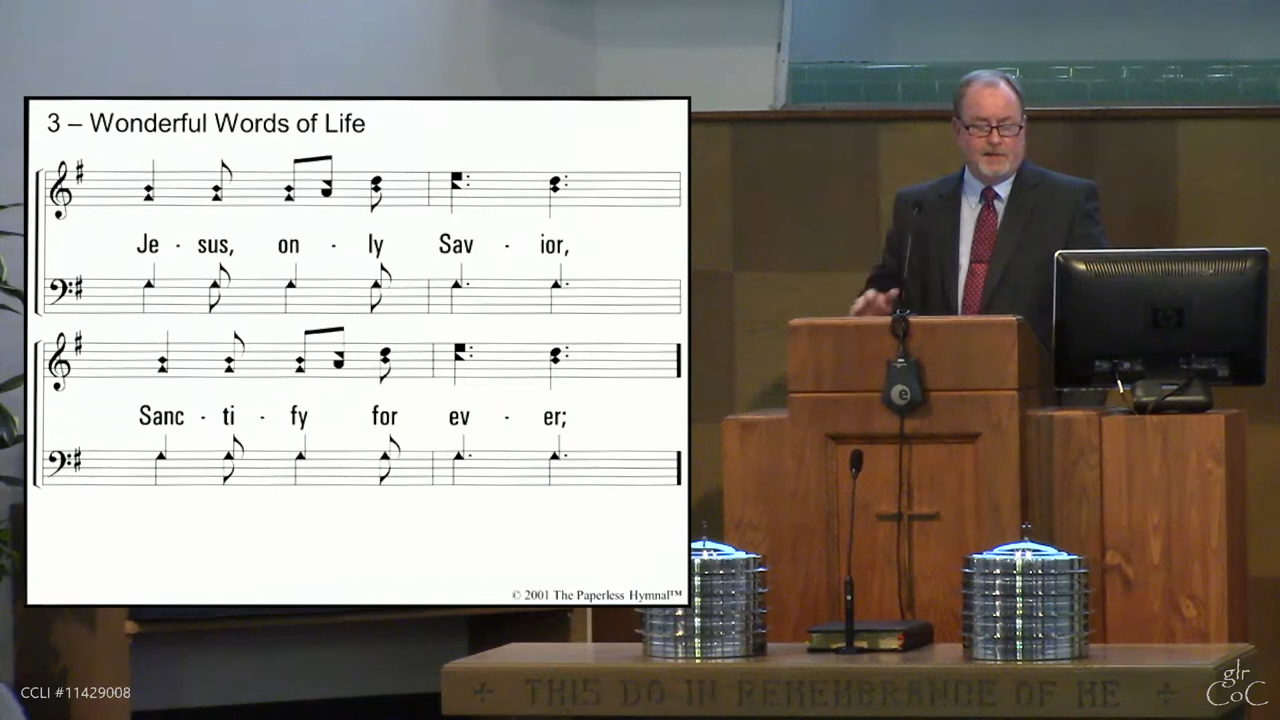 3 – Wonderful Words of Life
Je - sus, on - ly Sav - ior,
Sanc - ti - fy for ev - er;
© 2001 The Paperless Hymnal™
hp
e
THIS DO IN REMEMBRANCE OF ME
CCLI #11429008
glr
CoC